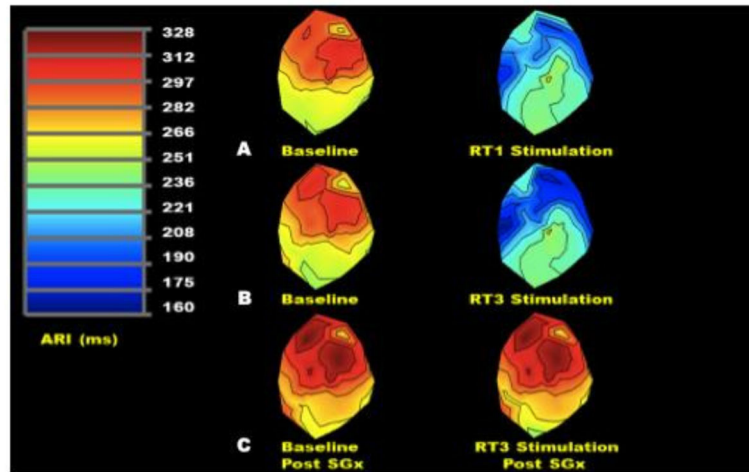 328
312
297
282
266
251
236
221
208
190
175
160
ARI (ms)
A Baseline RT1 Stimulation
B Baseline RT3 Stimulation
C Baseline RT3 Stimulation
Post SGx Post SGx